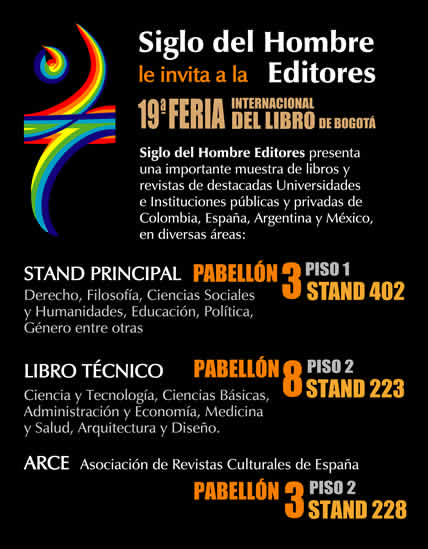 Siglo del Hombre
le invita a la Editores
19ª FERIA INTERNACIONAL
DEL LIBRO DE BOGOTÁ
Siglo del Hombre Editores presenta
una importante muestra de libros y
revistas de destacadas Universidades
e Instituciones públicas y privadas de
Colombia, España, Argentina y México,
en diversas áreas:
STAND PRINCIPAL PABELLÓN 3 PISO 1
STAND 402
Derecho, Filosofía, Ciencias Sociales
y Humanidades, Educación, Política,
Género entre otras
LIBRO TÉCNICO PABELLÓN 8 PISO 2
STAND 223
Ciencia y Tecnología, Ciencias Básicas,
Administración y Economía, Medicina
y Salud, Arquitectura y Diseño.
ARCE Asociación de Revistas Culturales de España
PABELLÓN 3 PISO 2
STAND 228